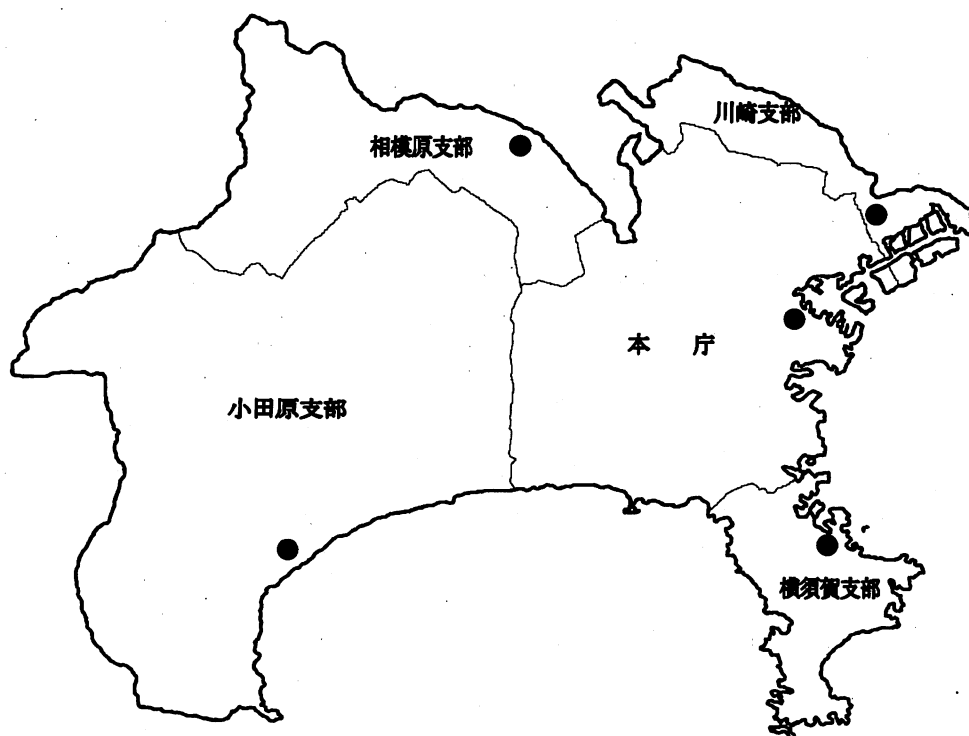 川崎支部
相模原支部
本 庁
小田原支部
横須賀支部